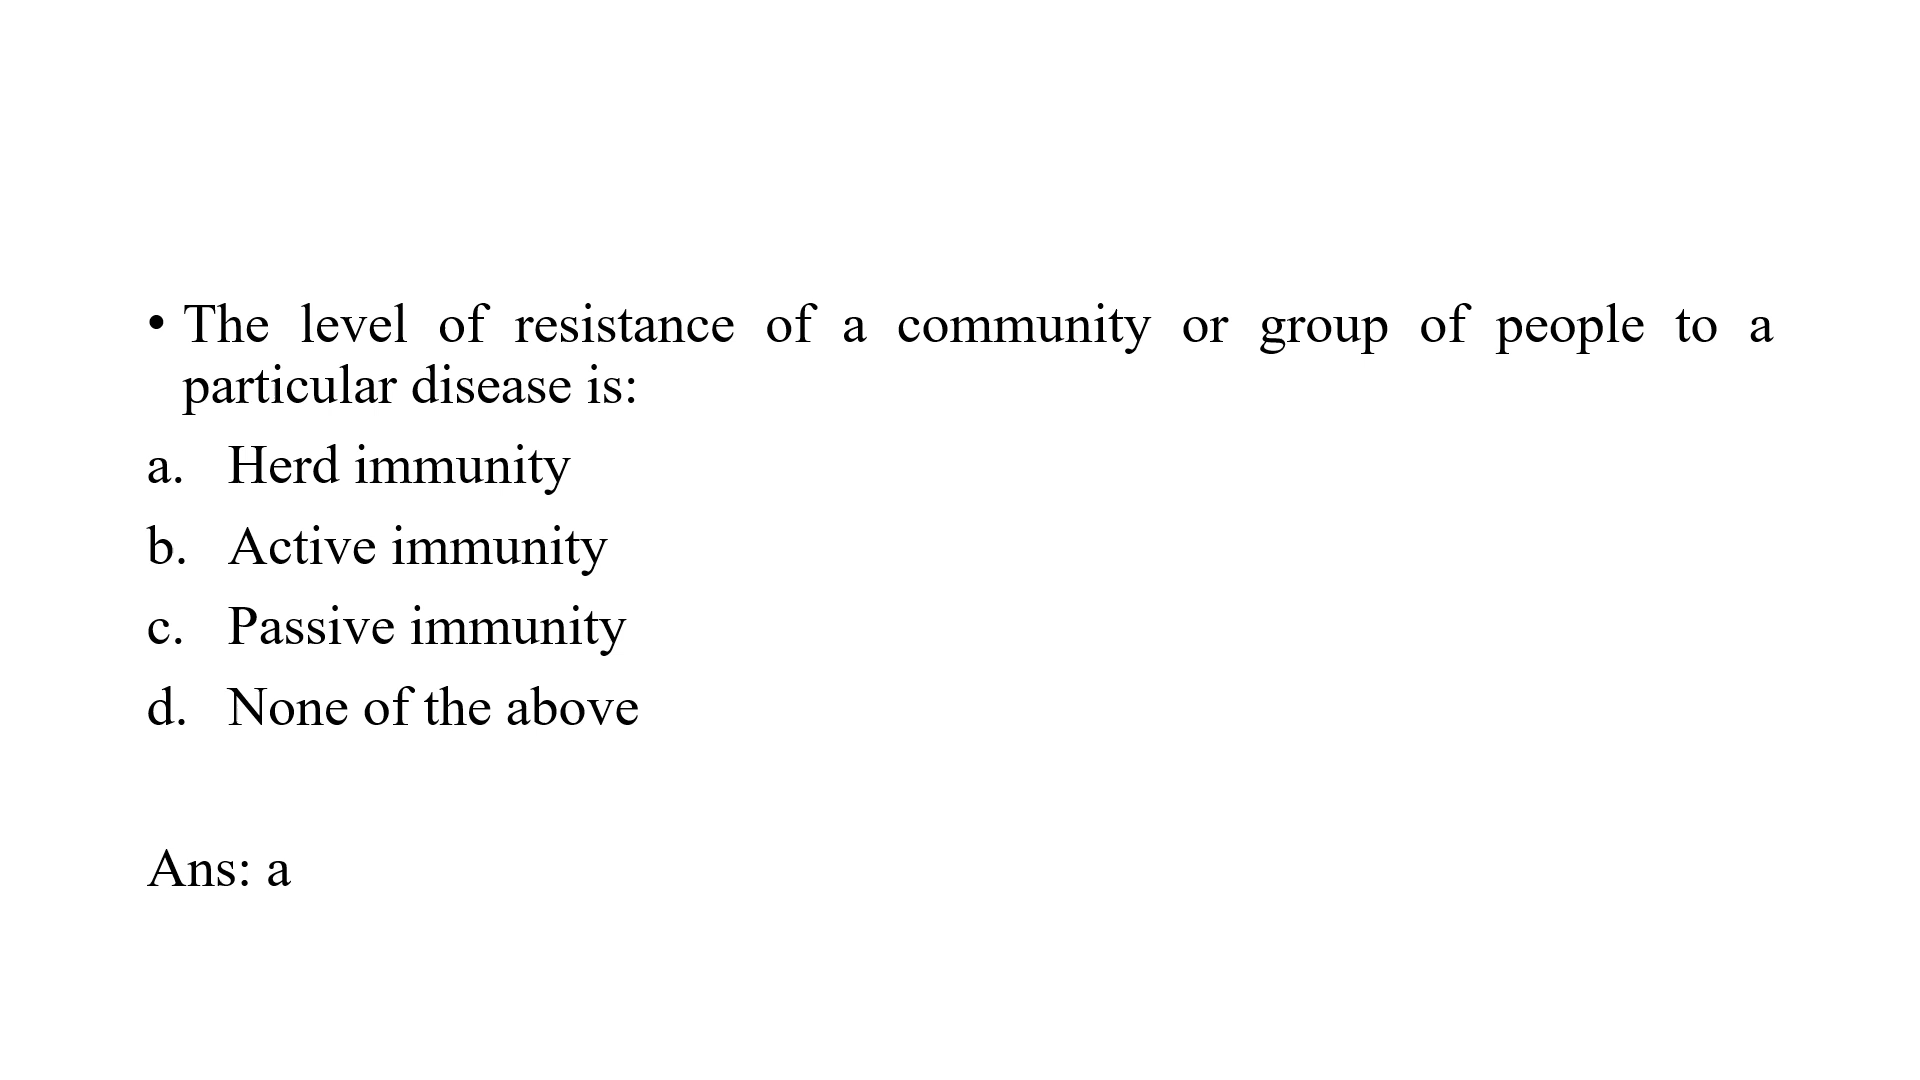 • The level of resistance of a community or group of people to a
particular disease is:
a. Herd immunity
b. Active immunity
c. Passive immunity
d. None of the above
Ans: a